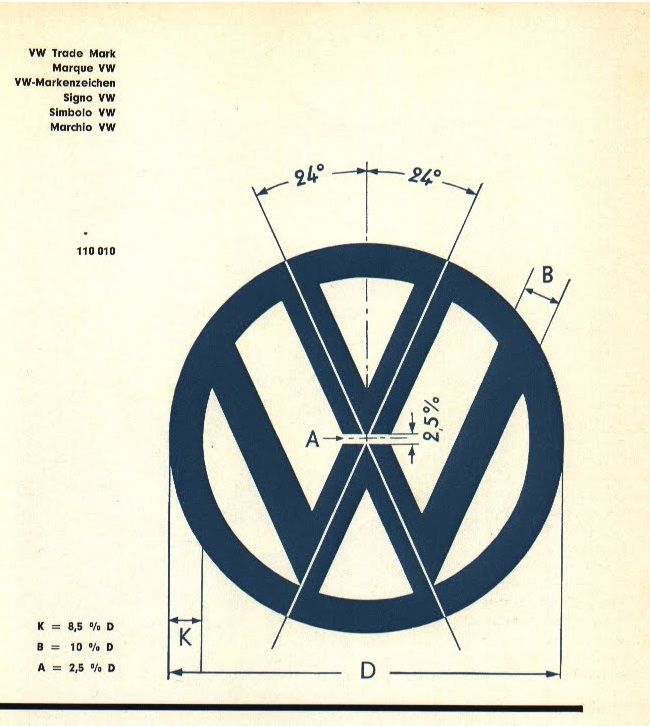 VW Trade Mark
Marque VW
VW-Markenzeichen
Signo VW
Simbolo VW
Marchio VW
110 010
24° 24°
B
A
2,5%
K = 8,5 % D
B = 10 % D
A = 2,5 % D
K
D